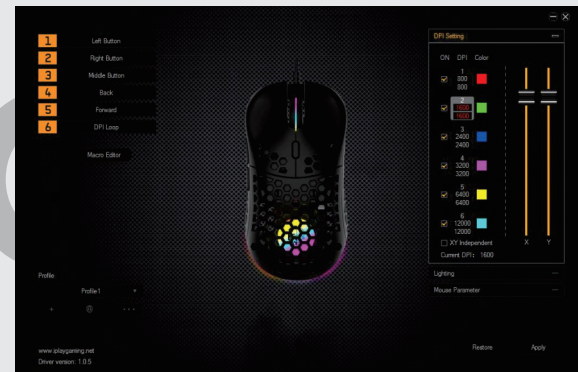 1 Left Button
2 Right Button
3 Middle Button
4 Back
5 Forward
6 DPI Loop
Macro Editor
Profile
Profile1
www.iplaygaming.net
Driver version: 1.0.5
DPI Setting
ON DPI Color
1
800
800
2
1600
1600
3
2400
2400
4
3200
3200
5
6400
6400
6
12000
12000
XY Independent
X Y
Current DPI: 1600
Lighting
Mouse Parameter
Restore Apply